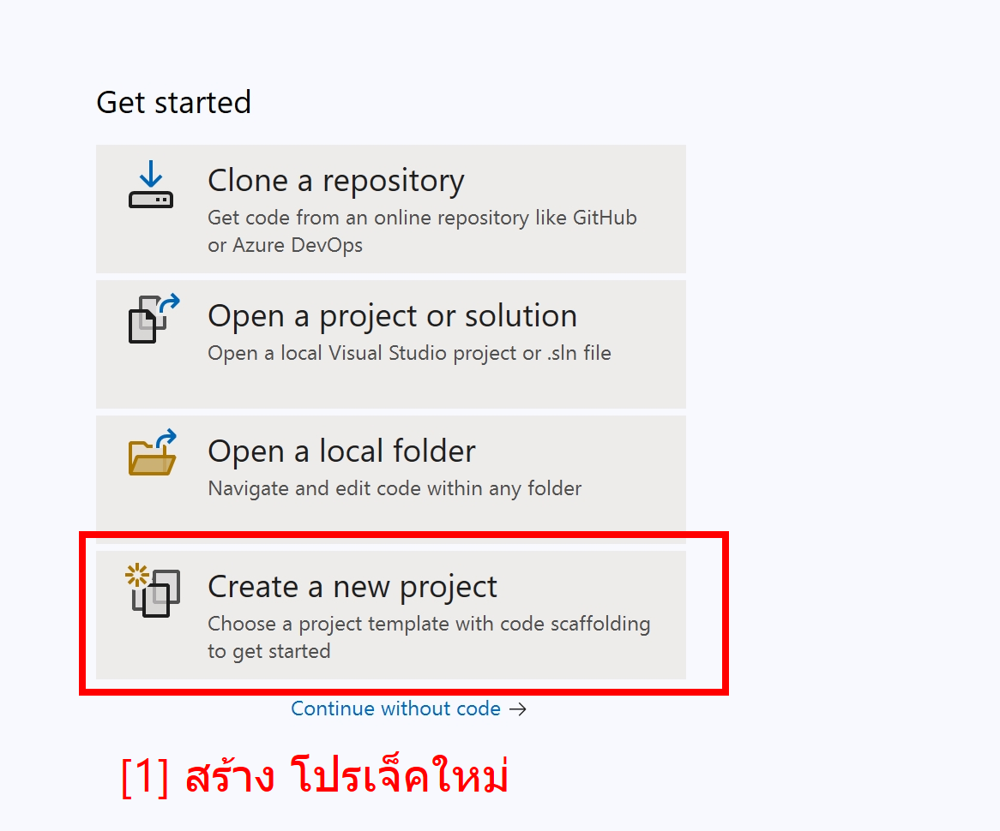 Get started
Clone a repository
Get code from an online repository like GitHub
or Azure DevOps
Open a project or solution
Open a local Visual Studio project or .sln file
Open a local folder
Navigate and edit code within any folder
Create a new project
Choose a project template with code scaffolding
to get started
Continue without code →
[1] สร้าง โปรเจ็คใหม่